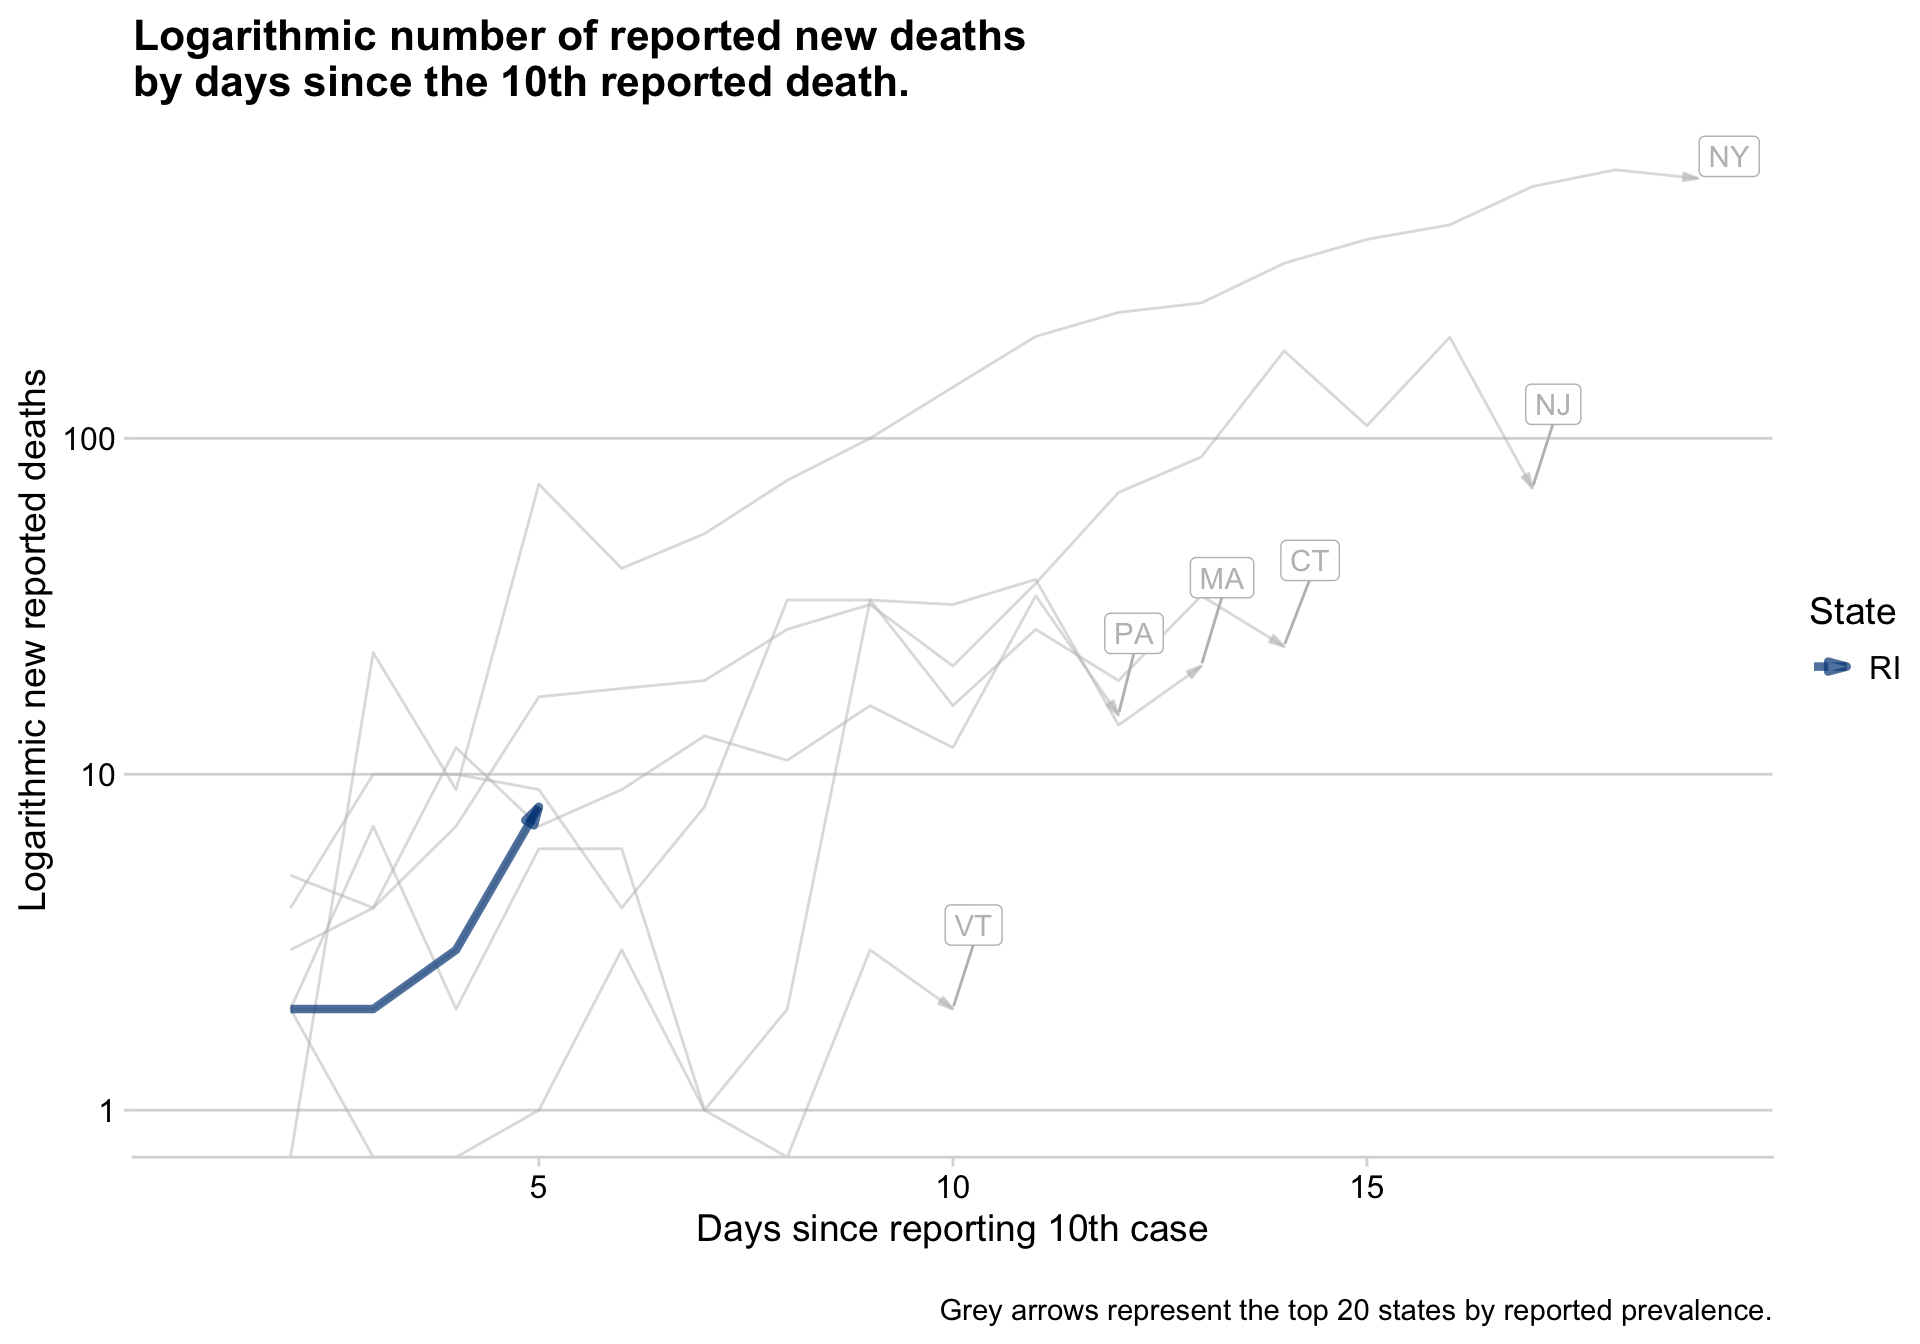 Logarithmic number of reported new deaths
by days since the 10th reported death.
NY
NJ
CT
MA
PA
VT
Logarithmic new reported deaths
100
10
1
5
10
15
Days since reporting 10th case
State
RI
Grey arrows represent the top 20 states by reported prevalence.